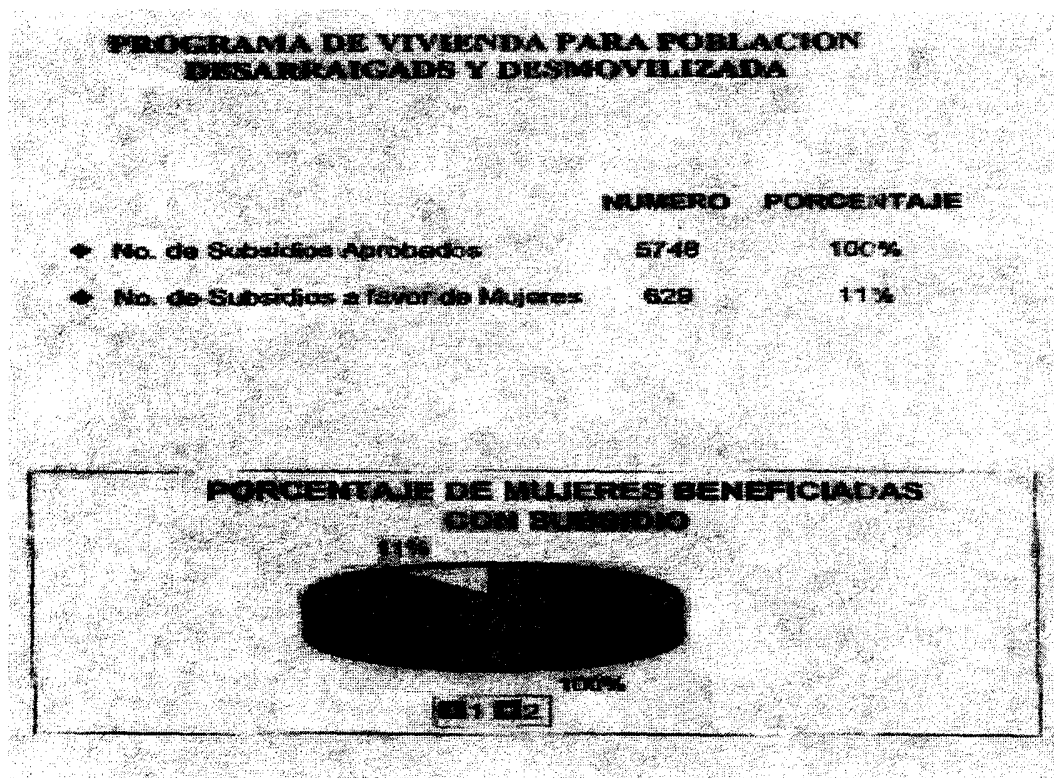 PROGRAMA DE VIVIENDA PARA POBLACION
DESARRAIGADS Y DESMOVILIZADA
NUMERO PORCENTAJE
No. de Subsidios Aprobados 5748 100%
No. de Subsidios a favor de Mujeres 629 11%
PORCENTAJE DE MUJERES BENEFICIADAS
CON SUBSIDIO
11%
100%
1 2